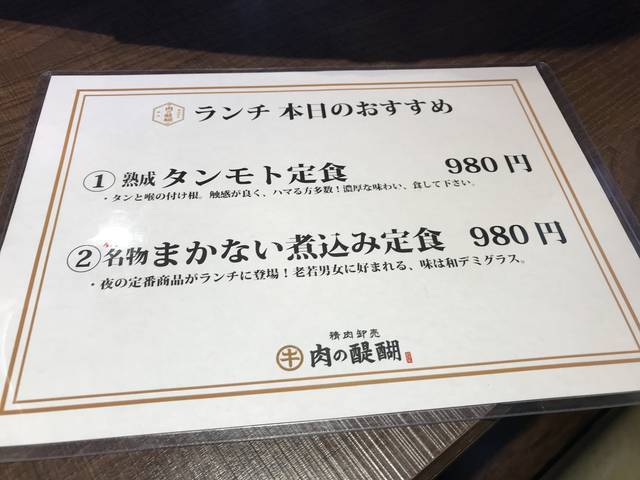 ランチ 本日のおすすめ
① 熟成 タンモト定食 980円
・タンと喉の付け根。触感が良く、ハマる方多数！濃厚な味わい、食して下さい。
② 名物 まかない煮込み定食 980円
・夜の定番商品がランチに登場！老若男女に好まれる、味は和デミグラス。
精肉卸売
牛 肉の醍醐